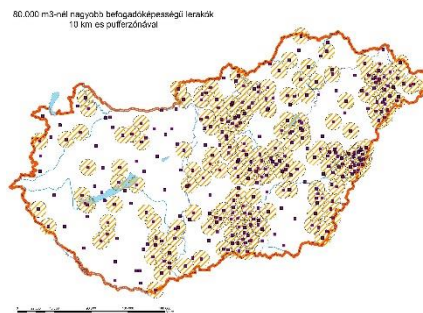 80.000 m3-nél nagyobb befogadóképességű lerakók
10 km es pufferzónával